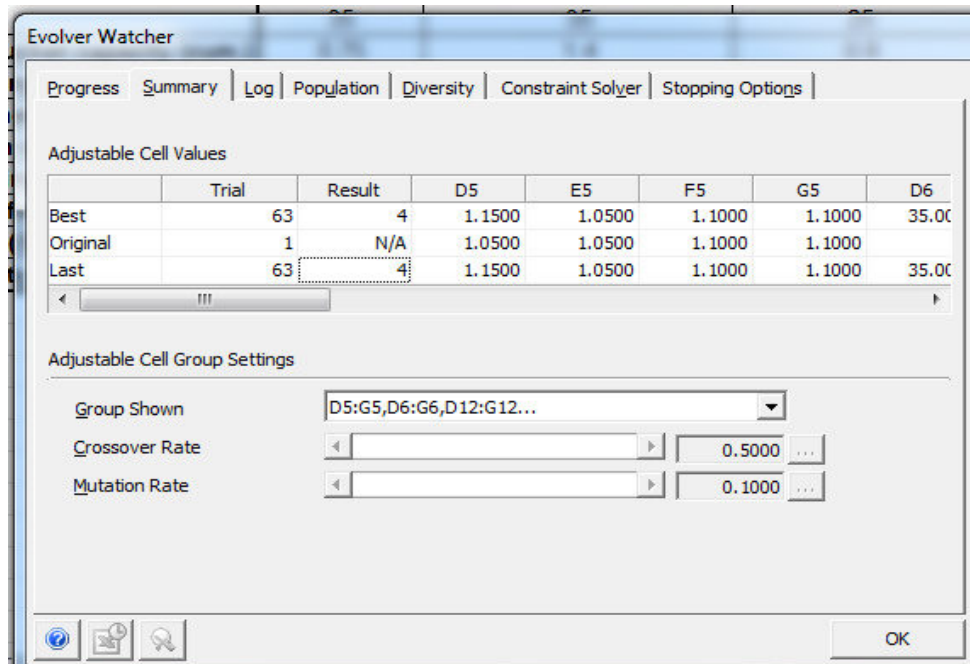 Evolver Watcher
Progress Summary Log Population Diversity Constraint Solver Stopping Options
Adjustable Cell Values
Trial Result D5 E5 F5 G5 D6
Best 63 4 1.1500 1.0500 1.1000 1.1000 35.00
Original 1 N/A 1.0500 1.0500 1.1000 1.1000
Last 63 4 1.1500 1.0500 1.1000 1.1000 35.00
Adjustable Cell Group Settings
Group Shown D5:G5,D6:G6,D12:G12...
Crossover Rate 0.5000 ...
Mutation Rate 0.1000 ...
OK